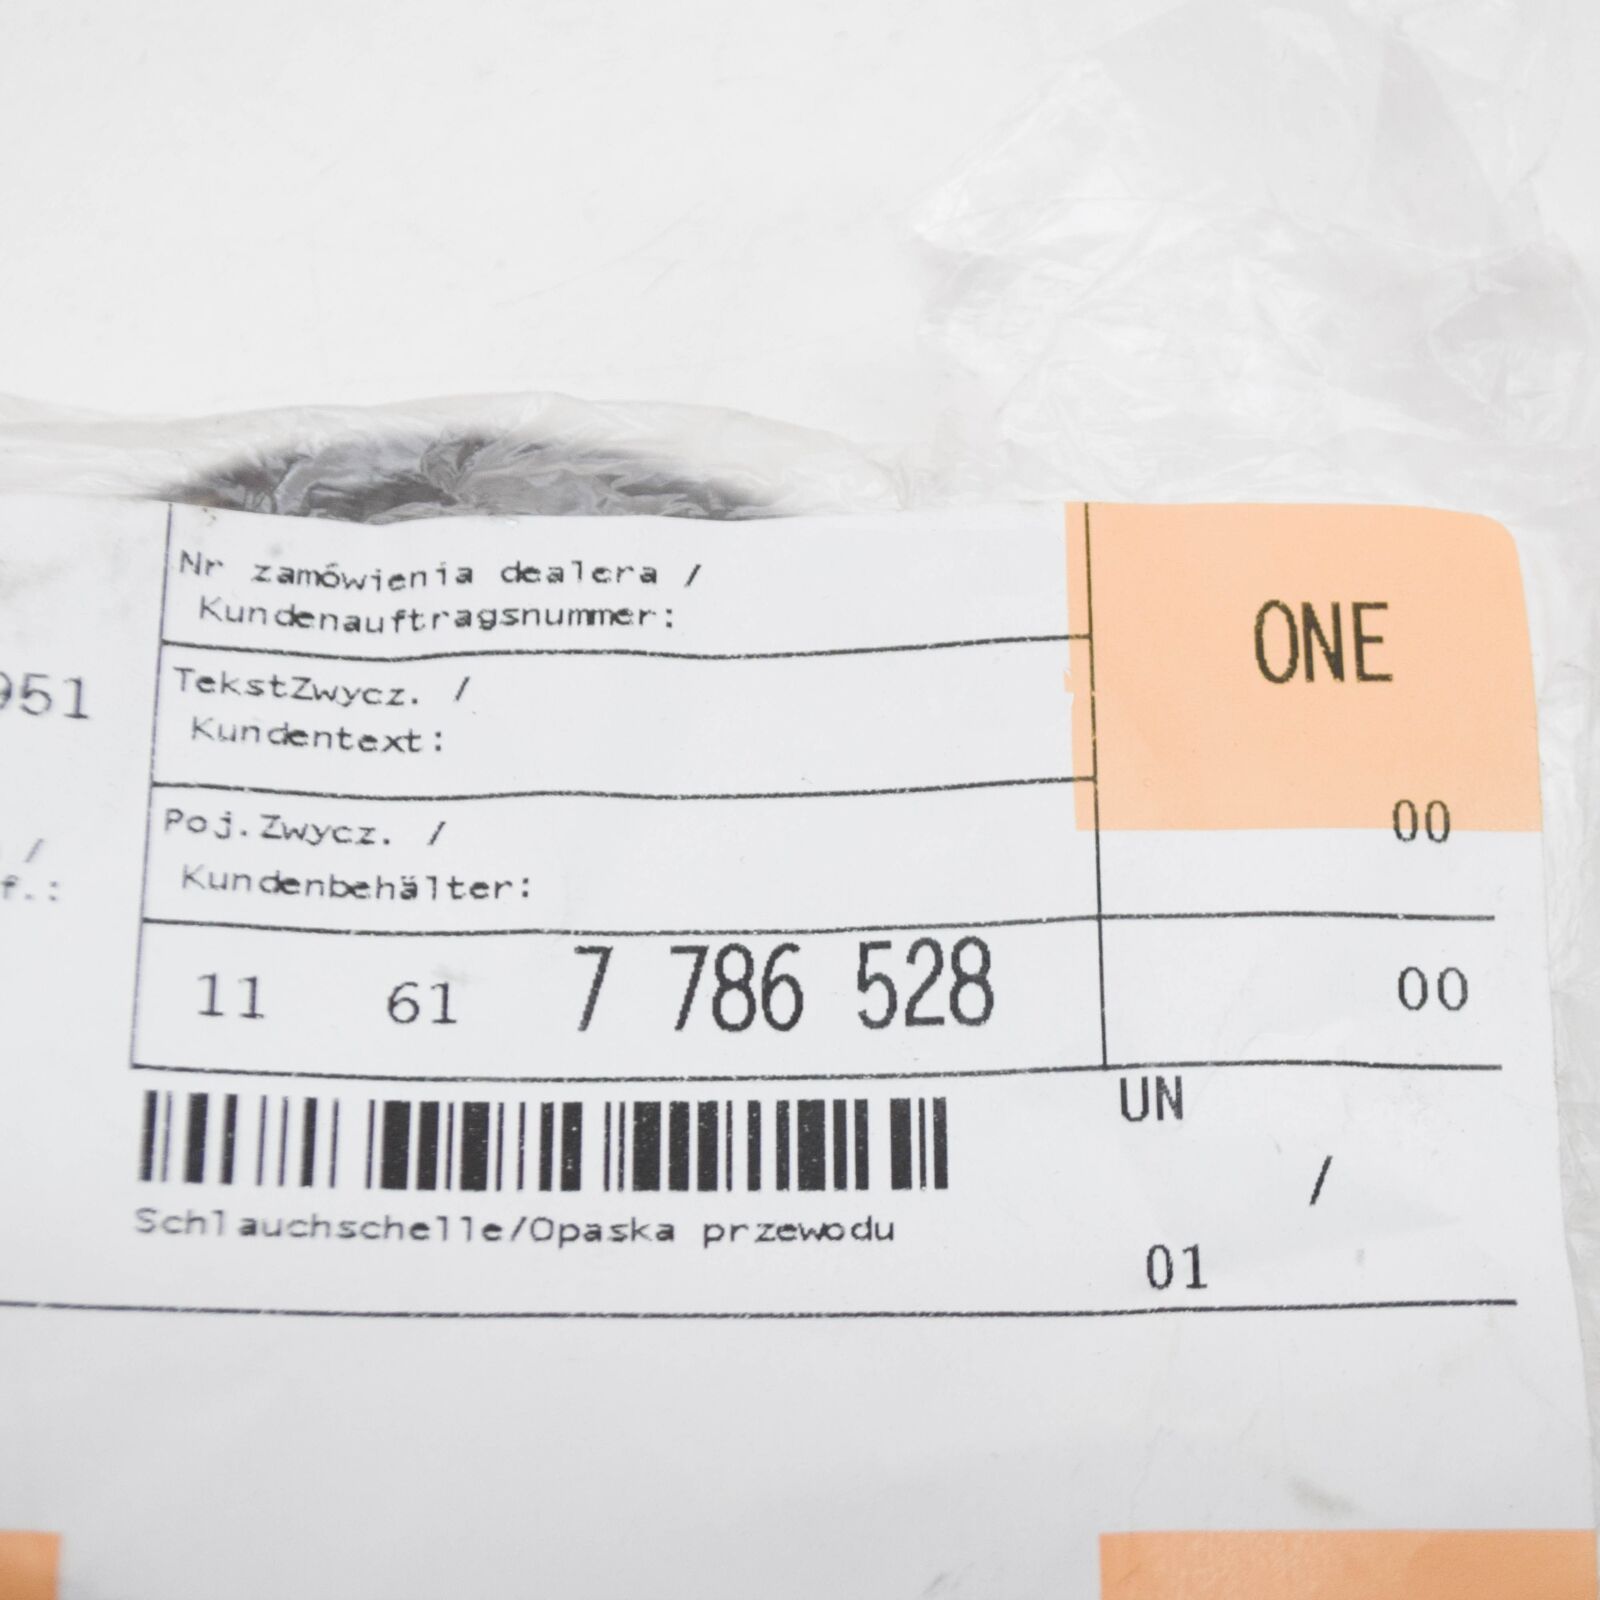 Nr zamówienia dealera /
Kundenauftragsnummer:
ONE
951
TekstZwycz. /
Kundentext:
Poj.Zwycz. /
00
/
Kundenbehälter:
f.:
11 61 7 786 528
00
UN
/
Schlauchschelle/Opaska przewodu
01